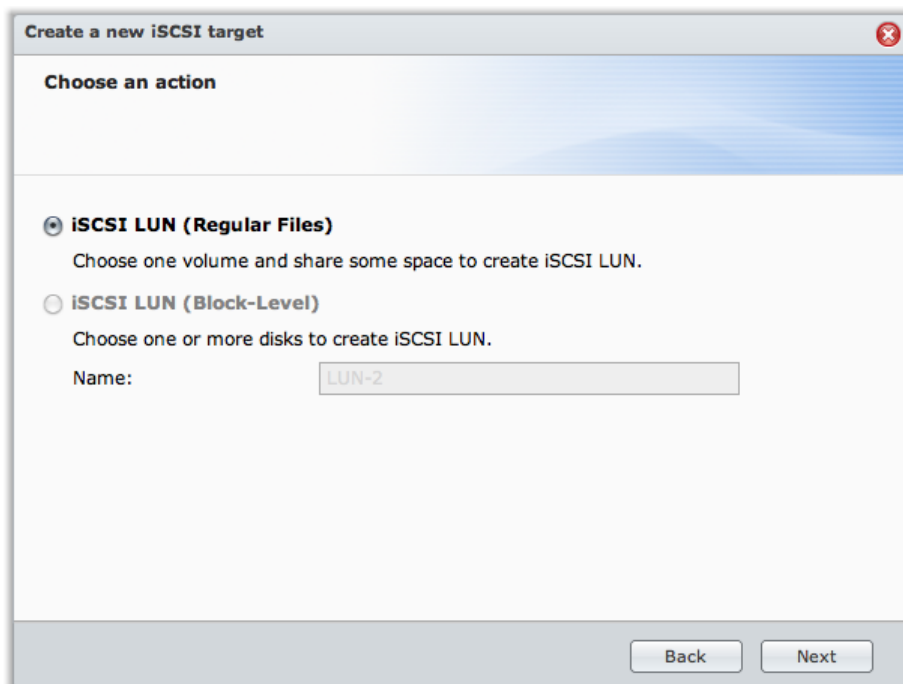 Create a new iSCSI target
Choose an action
iSCSI LUN (Regular Files)
Choose one volume and share some space to create iSCSI LUN.
iSCSI LUN (Block-Level)
Choose one or more disks to create iSCSI LUN.
Name: LUN-2
Back Next